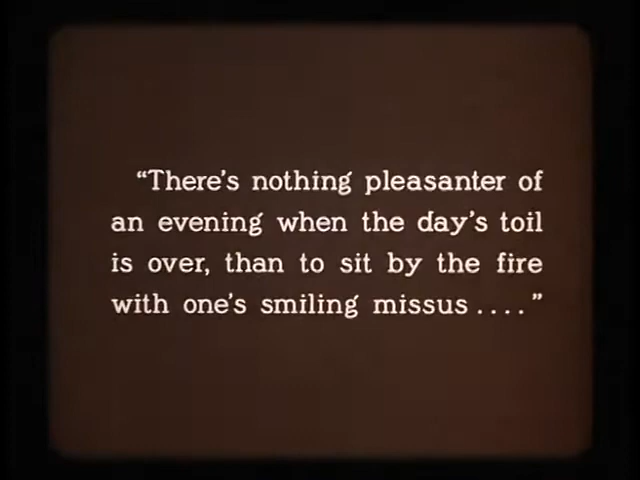 “There’s nothing pleasanter of
an evening when the day’s toil
is over, than to sit by the fire
with one’s smiling missus . . . . ”